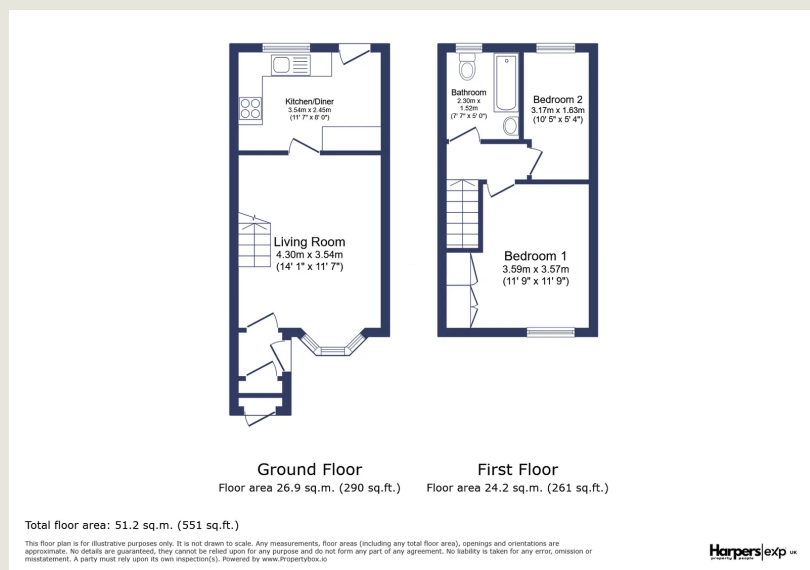 Kitchen/Diner
3.54m x 2.45m
(11' 7" x 8' 0")
Living Room
4.30m x 3.54m
(14' 1" x 11' 7")
Bathroom
2.30m x
1.52m
(7' 7" x 5' 0")
Bedroom 2
3.17m x 1.63m
(10' 5" x 5' 4")
Bedroom 1
3.59m x 3.57m
(11' 9" x 11' 9")
Ground Floor
Floor area 26.9 sq.m. (290 sq.ft.)
First Floor
Floor area 24.2 sq.m. (261 sq.ft.)
Total floor area: 51.2 sq.m. (551 sq.ft.)
This floor plan is for illustrative purposes only. It is not drawn to scale. Any measurements, floor areas (including any total floor area), openings and orientations are
approximate. No details are guaranteed, they cannot be relied upon for any purpose and do not form any part of any agreement. No liability is taken for any error, omission or
misstatement. A party must rely upon its own inspection(s). Powered by www.Propertybox.io
Harpers exp UK
property people